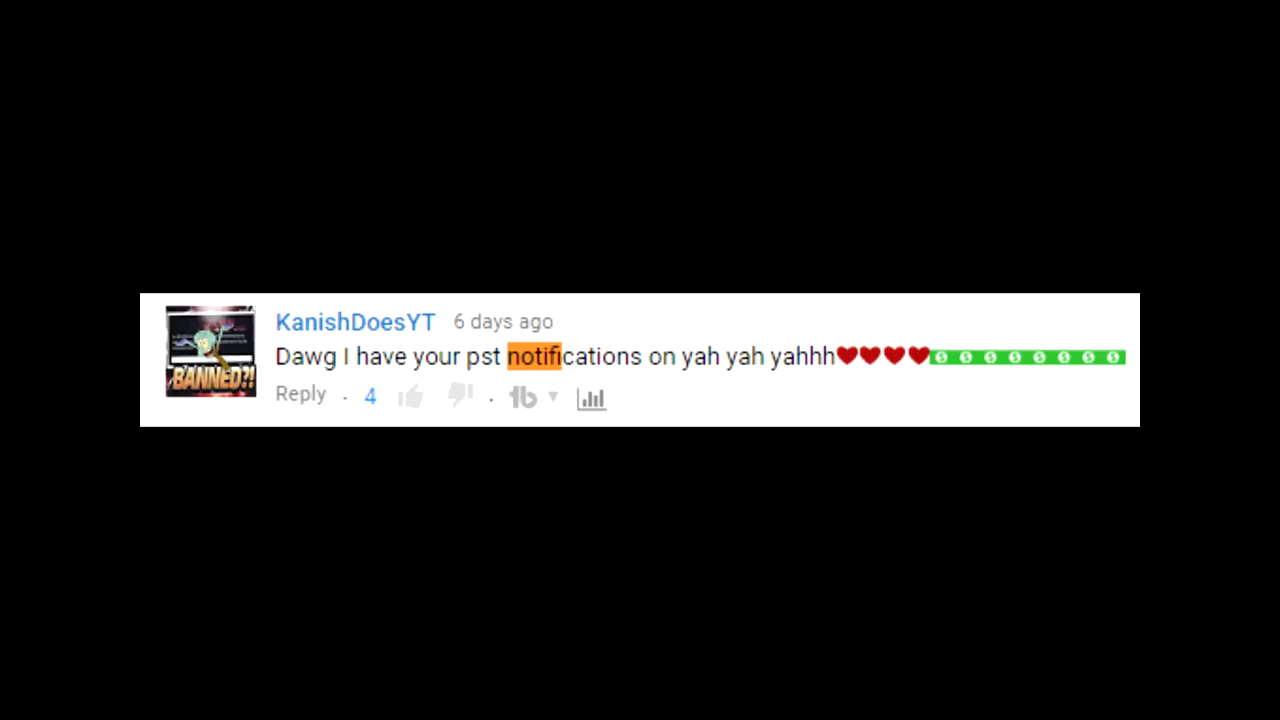 KanishDoesYT 6 days ago
Dawg I have your pst notifications on yah yah yahhh❤❤❤❤💵💵💵💵💵💵💵💵
Reply · 4 ·
BANNED?!